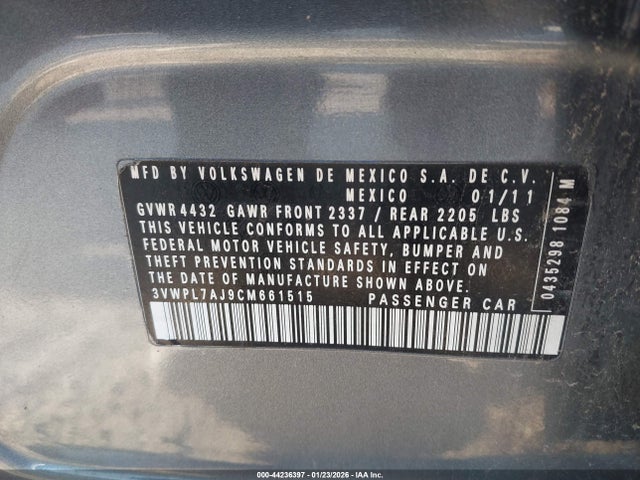 MFD BY VOLKSWAGEN DE MEXICO S.A. DE C.V.
MEXICO 01/11
GVWR 4432 GAWR FRONT 2337 / REAR 2205 LBS
THIS VEHICLE CONFORMS TO ALL APPLICABLE U.S.
FEDERAL MOTOR VEHICLE SAFETY, BUMPER AND
THEFT PREVENTION STANDARDS IN EFFECT ON
THE DATE OF MANUFACTURE SHOWN ABOVE.
3VWPL7AJ9CM661515 PASSENGER CAR
0435298 1084 M
000-44236397 - 01/23/2026 - IAA Inc.